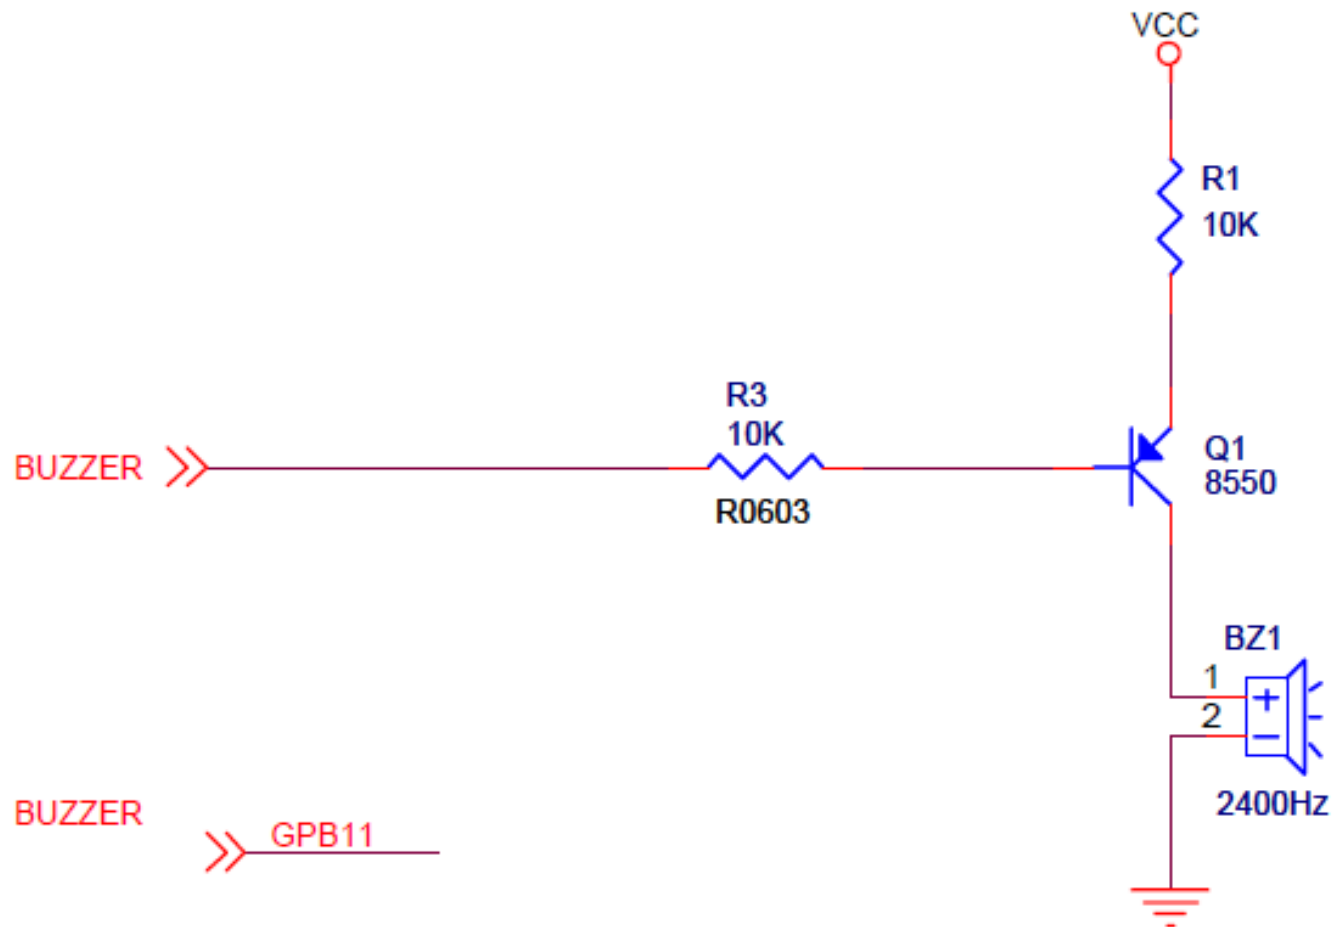 VCC
R1
10K
R3
10K
BUZZER
R0603
Q1
8550
BZ1
1
2
2400Hz
BUZZER
GPB11